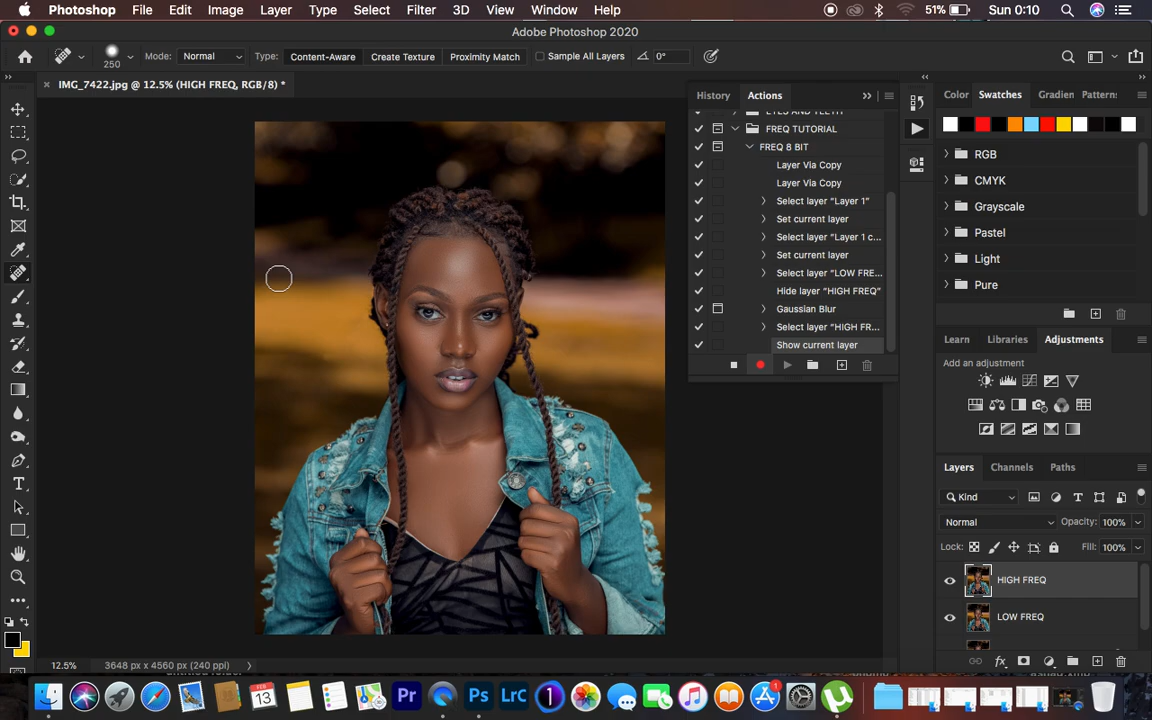 Photoshop File Edit Image Layer Type Select Filter 3D View Window Help 51% Sun 0:10
Adobe Photoshop 2020
250 Mode: Normal Type: Content-Aware Create Texture Proximity Match Sample All Layers 0°
IMG_7422.jpg @ 12.5% (HIGH FREQ, RGB/8) *
History Actions
EYES AND TEETH
FREQ TUTORIAL
FREQ 8 BIT
Layer Via Copy
Layer Via Copy
Select layer “Layer 1”
Set current layer
Select layer “Layer 1 c...
Set current layer
Select layer “LOW FRE...
Hide layer “HIGH FREQ”
Gaussian Blur
Select layer “HIGH FR...
Show current layer
Color Swatches Gradien Pattern:
RGB
CMYK
Grayscale
Pastel
Light
Pure
Learn Libraries Adjustments
Add an adjustment
Layers Channels Paths
Kind
Normal Opacity: 100%
Lock: Fill: 100%
HIGH FREQ
LOW FREQ
12.5% 3648 px x 4560 px (240 ppi)
FEB
13
Pr
Ps
LrC
1